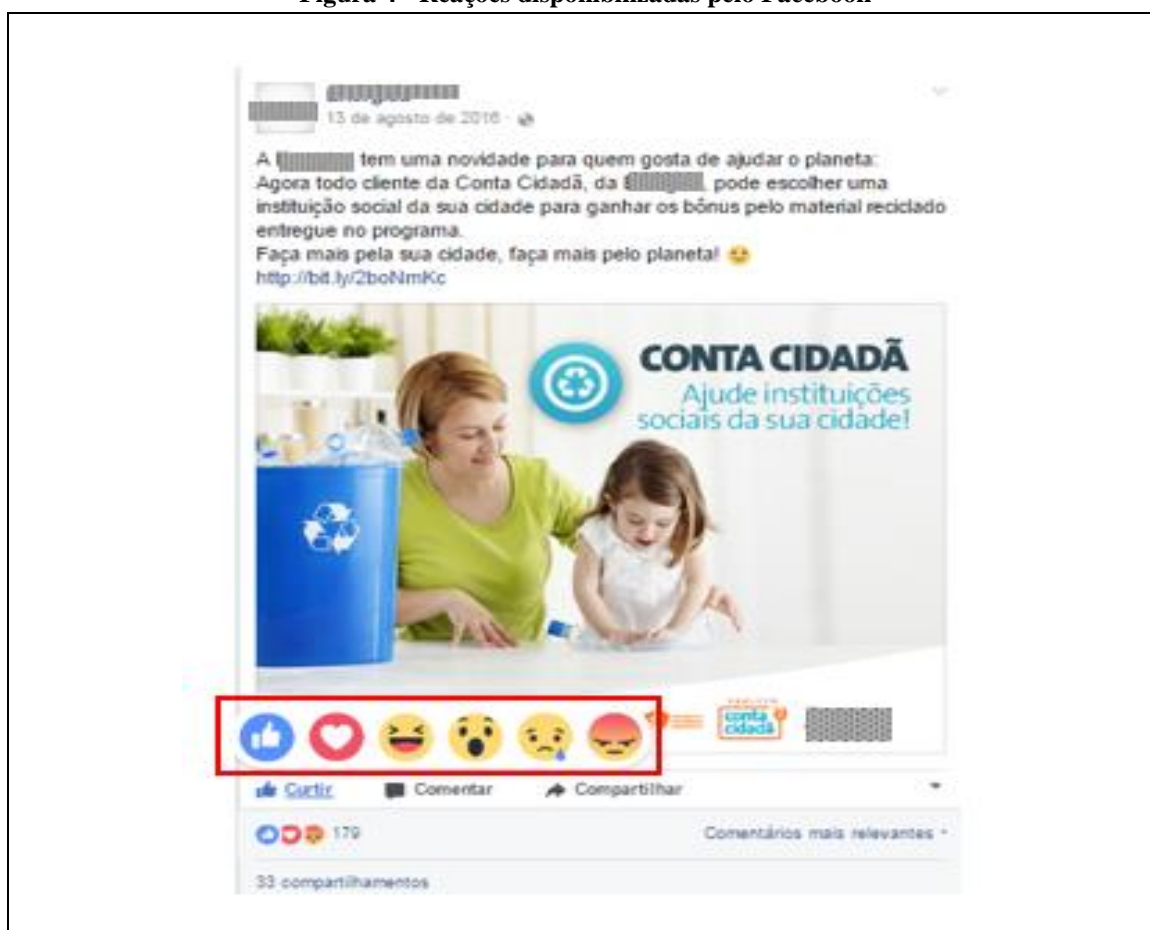 Figura 4 - Reações disponibilizadas pelo Facebook
13 de agosto de 2016 ·
A tem uma novidade para quem gosta de ajudar o planeta:
Agora todo cliente da Conta Cidadã, da , pode escolher uma
instituição social da sua cidade para ganhar os bônus pelo material reciclado
entregue no programa.
Faça mais pela sua cidade, faça mais pelo planeta! 🙂
http://bit.ly/2boNmKc
CONTA CIDADÃ
Ajude instituições
sociais da sua cidade!
conta
cidadã
Curtir Comentar Compartilhar
179 Comentários mais relevantes
33 compartilhamentos